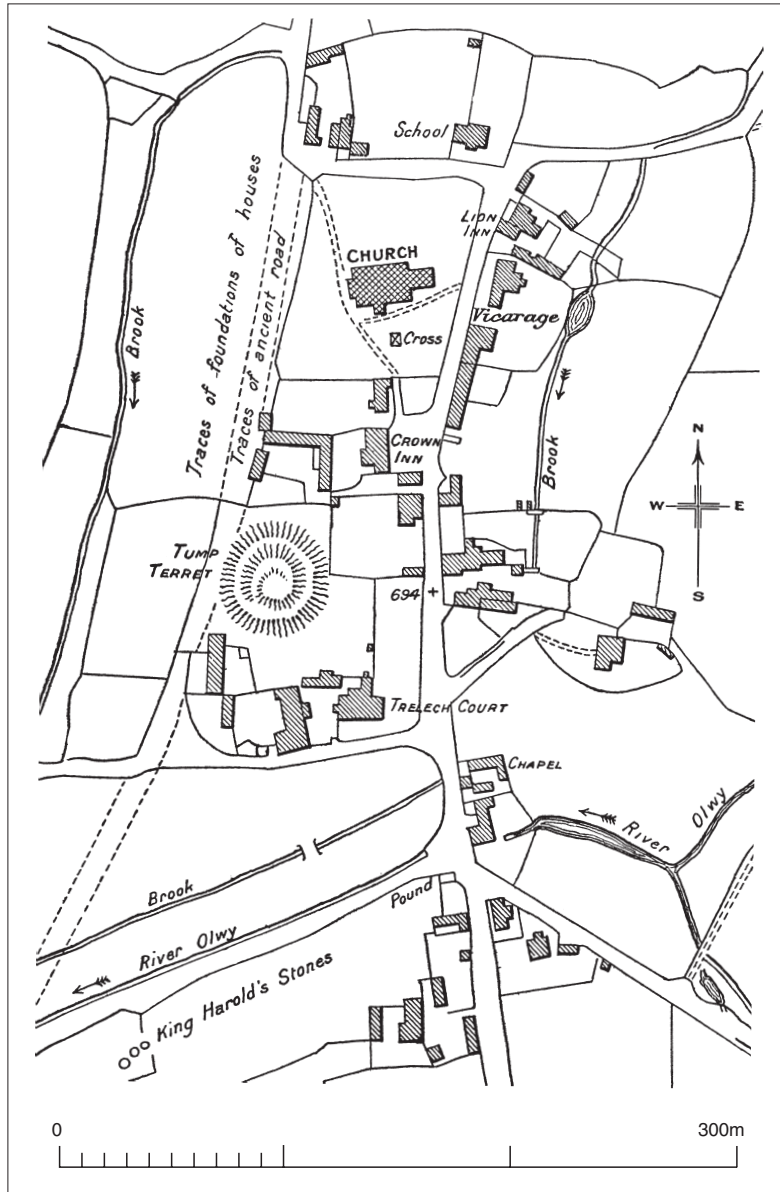 School
LION
INN
Traces of foundations of houses
Traces of ancient road
CHURCH
Vicarage
Cross
Brook
CROWN
INN
Brook
N
W E
S
TUMP
TERRET
694 +
TRELECH COURT
CHAPEL
River Olwy
Brook
Pound
River Olwy
King Harold's Stones
0 300m